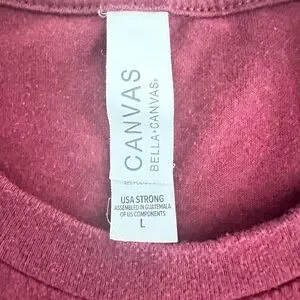 CANVAS
BELLA+CANVAS®
USA STRONG
ASSEMBLED IN GUATEMALA
OF US COMPONENTS
L